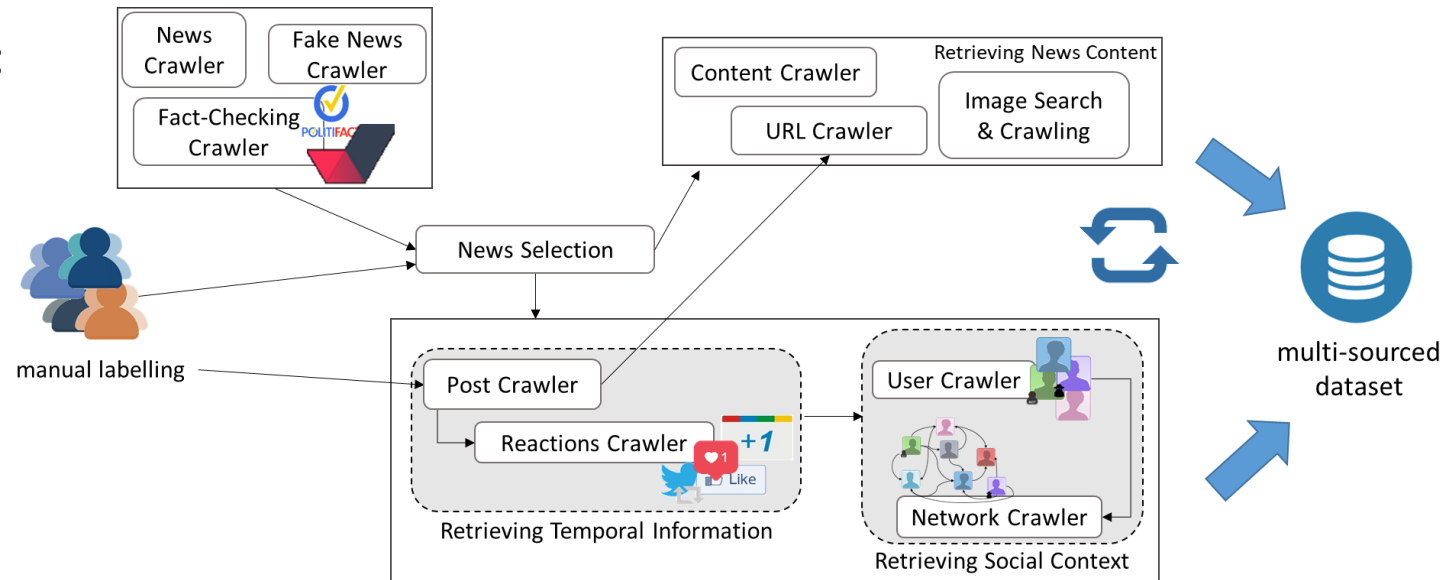 :
News
Crawler
Fake News
Crawler
Fact-Checking
Crawler
POLITIFAC
Retrieving News Content
Content Crawler
URL Crawler
Image Search
& Crawling
News Selection
manual labelling
Post Crawler
Reactions Crawler
+1
1
Like
Retrieving Temporal Information
User Crawler
Network Crawler
Retrieving Social Context
multi-sourced
dataset